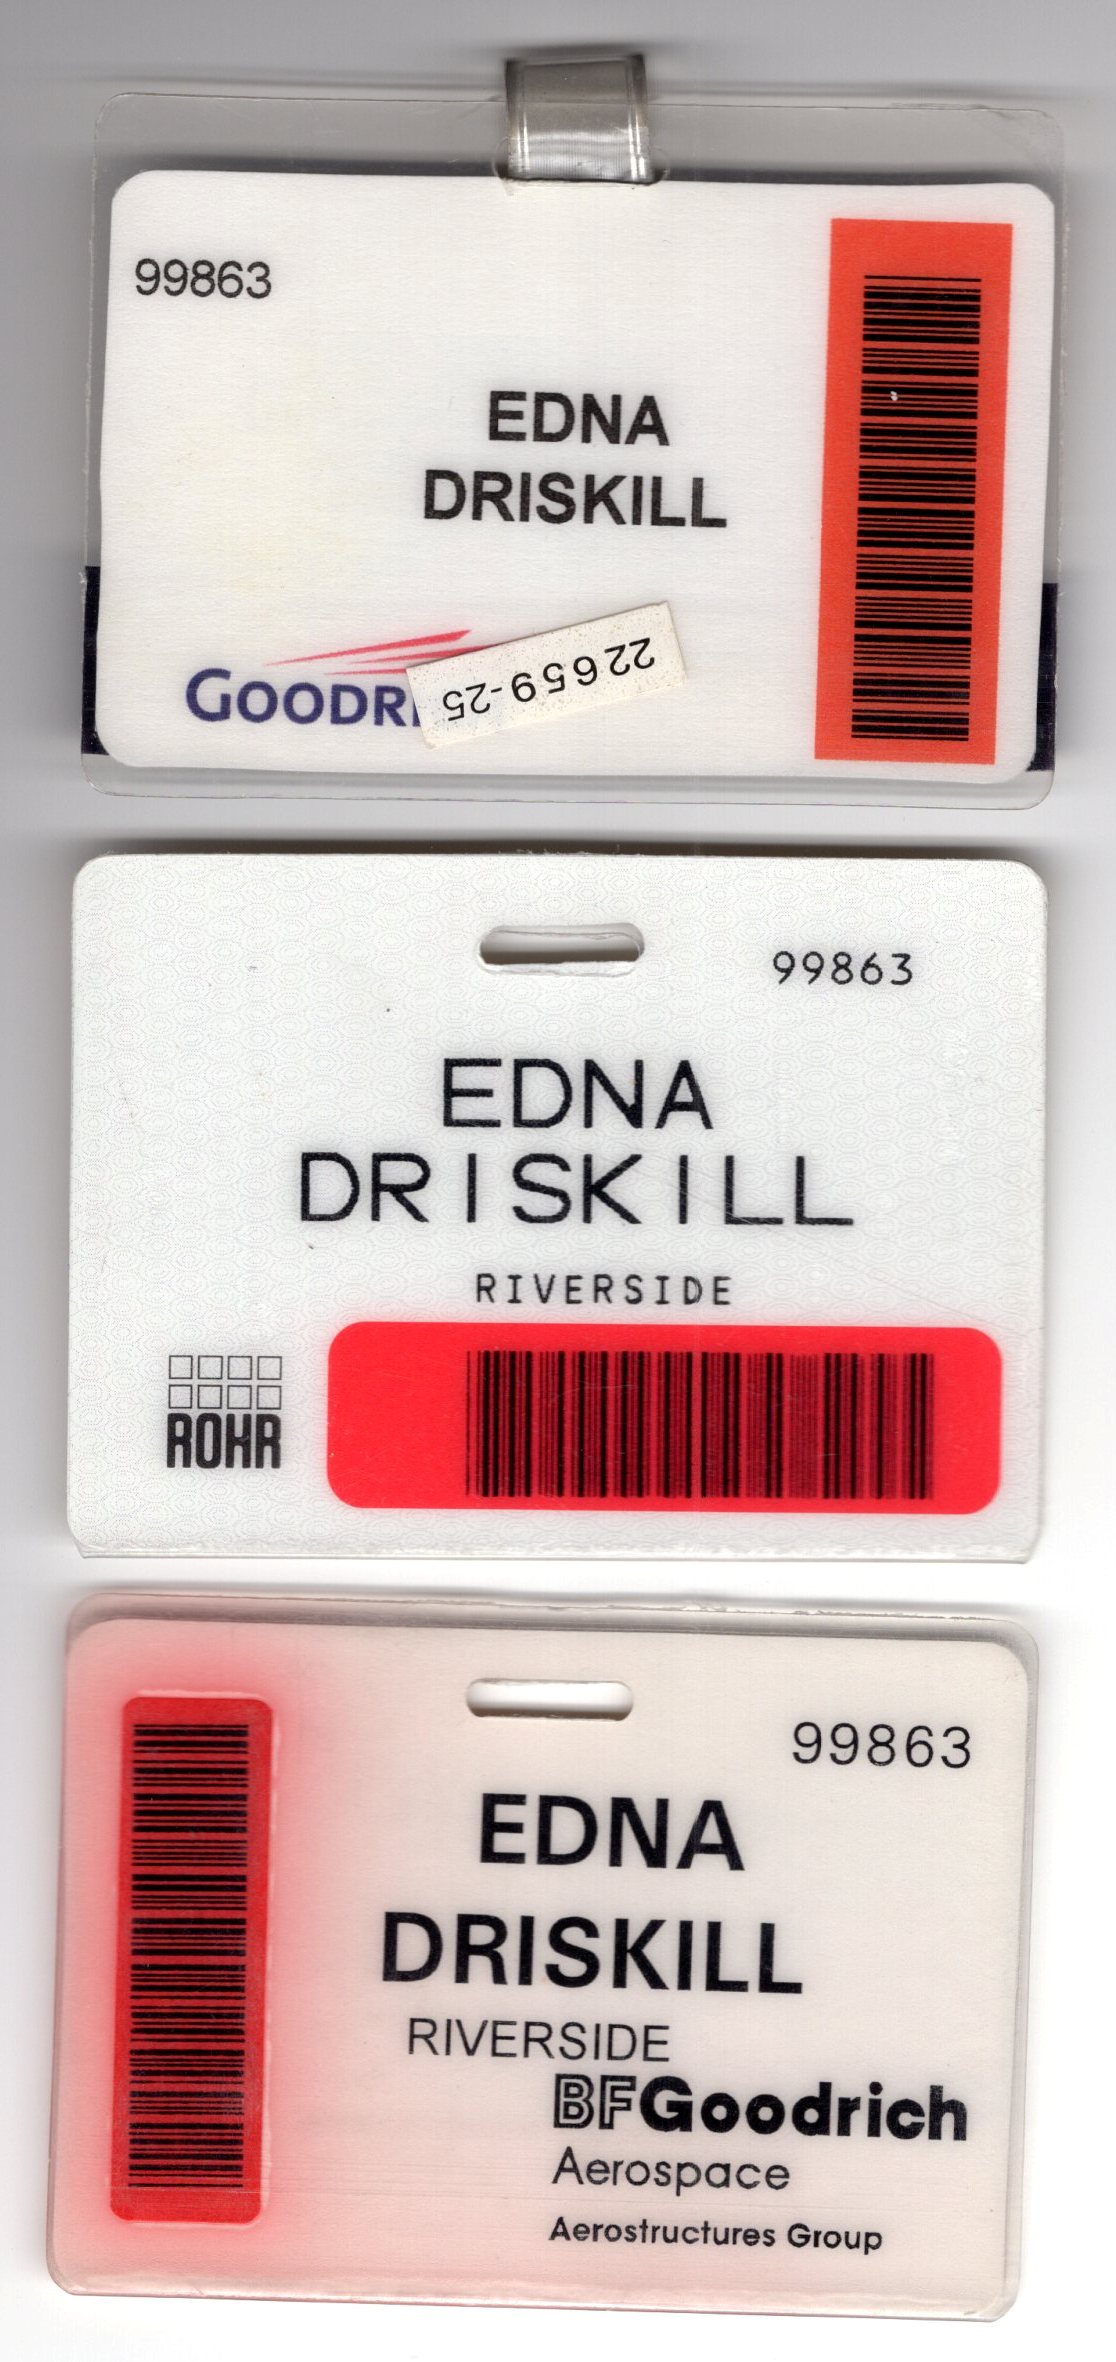 99863
EDNA
DRISKILL
GOODR
22659-25
99863
EDNA
DRISKILL
RIVERSIDE
ROHR
99863
EDNA
DRISKILL
RIVERSIDE
BFGoodrich
Aerospace
Aerostructures Group